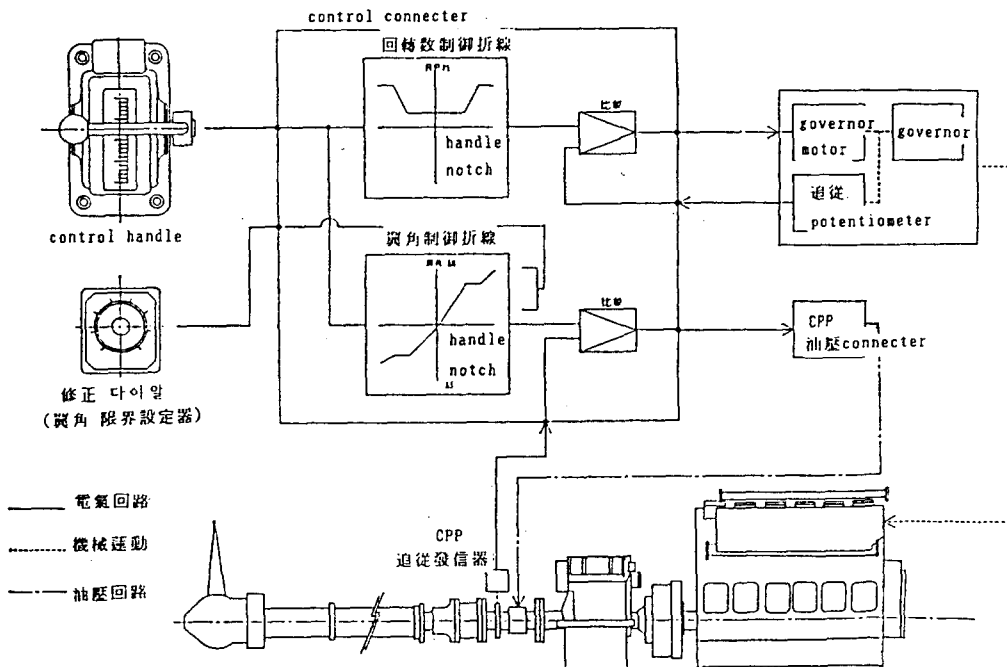 control connecter
回轉數制御折線
RPM
handle
notch
比較
governor
motor
governor
追従
potentiometer
control handle
翼角制御折線
handle
notch
比較
CPP
油壓connecter
修正 다이알
(翼角 限界設定器)
電氣回路
機械運動
油壓回路
CPP
追従發信器